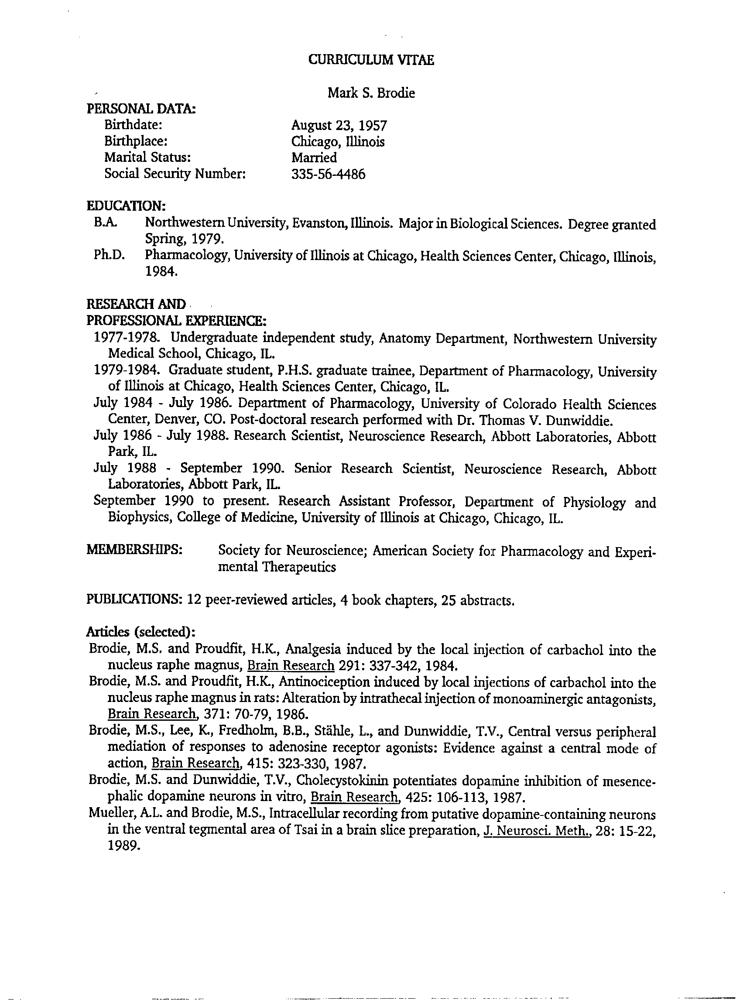 CURRICULUM VITAE
Mark S. Brodie
PERSONAL DATA:
Birthdate: August 23, 1957
Birthplace: Chicago, Illinois
Marital Status: Married
Social Security Number: 335-56-4486
EDUCATION:
B.A. Northwestern University, Evanston, Illinois. Major in Biological Sciences. Degree granted
Spring, 1979.
Ph.D. Pharmacology, University of Illinois at Chicago, Health Sciences Center, Chicago, Illinois,
1984.
RESEARCH AND
PROFESSIONAL EXPERIENCE:
1977-1978. Undergraduate independent study, Anatomy Department, Northwestern University
Medical School, Chicago, IL.
1979-1984. Graduate student, P.H.S. graduate trainee, Department of Pharmacology, University
of Illinois at Chicago, Health Sciences Center, Chicago, IL.
July 1984 - July 1986. Department of Pharmacology, University of Colorado Health Sciences
Center, Denver, CO. Post-doctoral research performed with Dr. Thomas V. Dunwiddie.
July 1986 - July 1988. Research Scientist, Neuroscience Research, Abbott Laboratories, Abbott
Park, IL.
July 1988 - September 1990. Senior Research Scientist, Neuroscience Research, Abbott
Laboratories, Abbott Park, IL.
September 1990 to present. Research Assistant Professor, Department of Physiology and
Biophysics, College of Medicine, University of Illinois at Chicago, Chicago, IL.
MEMBERSHIPS: Society for Neuroscience; American Society for Pharmacology and Experi-
mental Therapeutics
PUBLICATIONS: 12 peer-reviewed articles, 4 book chapters, 25 abstracts.
Articles (selected):
Brodie, M.S. and Proudfit, H.K., Analgesia induced by the local injection of carbachol into the
nucleus raphe magnus, Brain Research 291: 337-342, 1984.
Brodie, M.S. and Proudfit, H.K., Antinociception induced by local injections of carbachol into the
nucleus raphe magnus in rats: Alteration by intrathecal injection of monoaminergic antagonists,
Brain Research, 371: 70-79, 1986.
Brodie, M.S., Lee, K., Fredholm, B.B., Ståhle, L., and Dunwiddie, T.V., Central versus peripheral
mediation of responses to adenosine receptor agonists: Evidence against a central mode of
action, Brain Research, 415: 323-330, 1987.
Brodie, M.S. and Dunwiddie, T.V., Cholecystokinin potentiates dopamine inhibition of mesence-
phalic dopamine neurons in vitro, Brain Research, 425: 106-113, 1987.
Mueller, A.L. and Brodie, M.S., Intracellular recording from putative dopamine-containing neurons
in the ventral tegmental area of Tsai in a brain slice preparation, J. Neurosci. Meth., 28: 15-22,
1989.